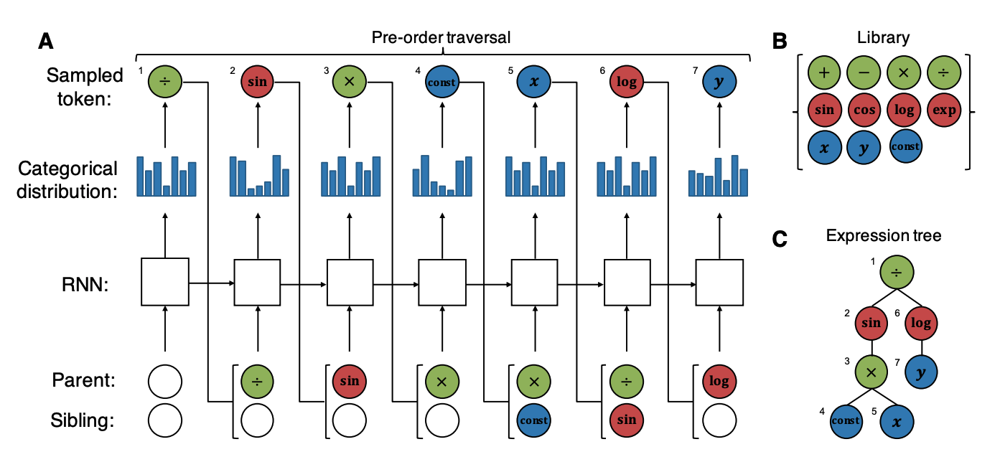 A
Pre-order traversal
Sampled
token:
1 ÷ 2 sin 3 × 4 const 5 x 6 log 7 y
Categorical
distribution:
RNN:
Parent: ÷ sin × × ÷ log
Sibling: const sin
B
Library
+ − × ÷
sin cos log exp
x y const
C
Expression tree
1 ÷
2 sin 6 log
3 × 7 y
4 const 5 x